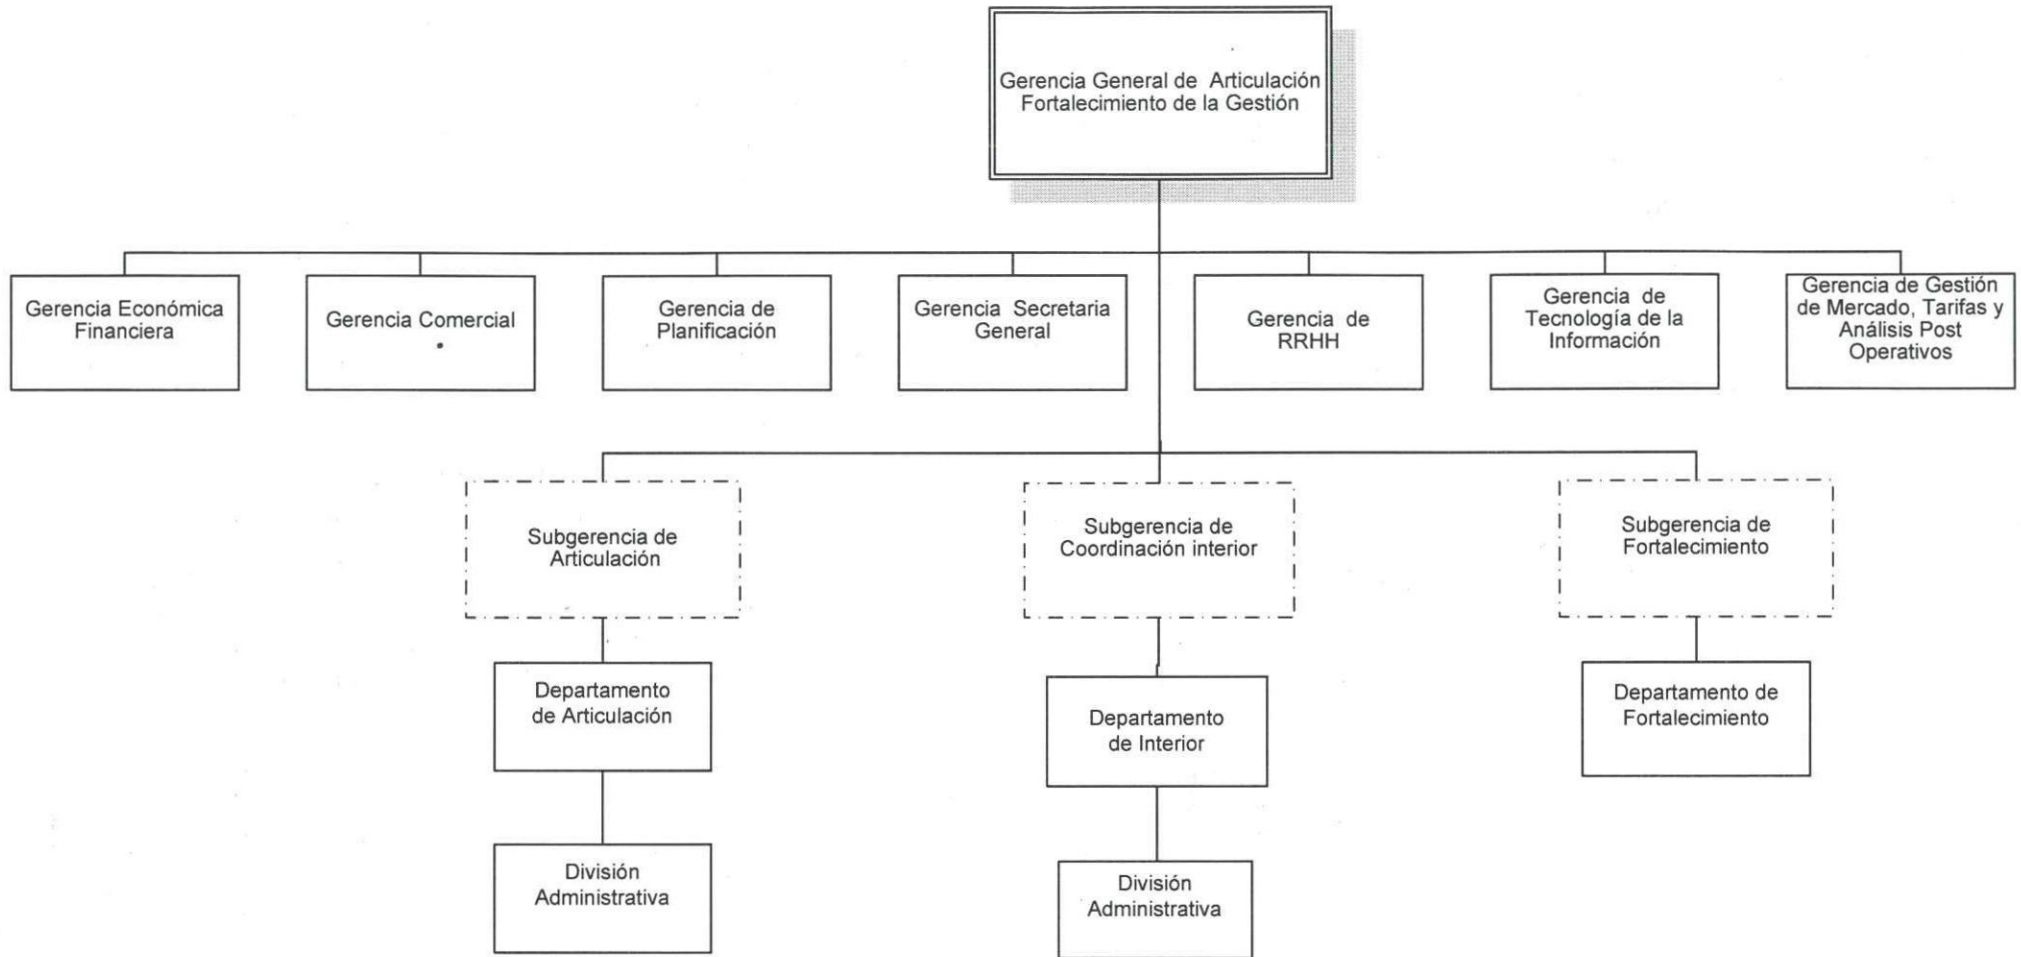 Gerencia General de Articulación
Fortalecimiento de la Gestión
Gerencia Económica
Financiera
Gerencia Comercial
Gerencia de
Planificación
Gerencia Secretaria
General
Gerencia de
RRHH
Gerencia de
Tecnología de la
Información
Gerencia de Gestión
de Mercado, Tarifas y
Análisis Post
Operativos
Subgerencia de
Articulación
Subgerencia de
Coordinación interior
Subgerencia de
Fortalecimiento
Departamento
de Articulación
Departamento
de Interior
Departamento de
Fortalecimiento
División
Administrativa
División
Administrativa